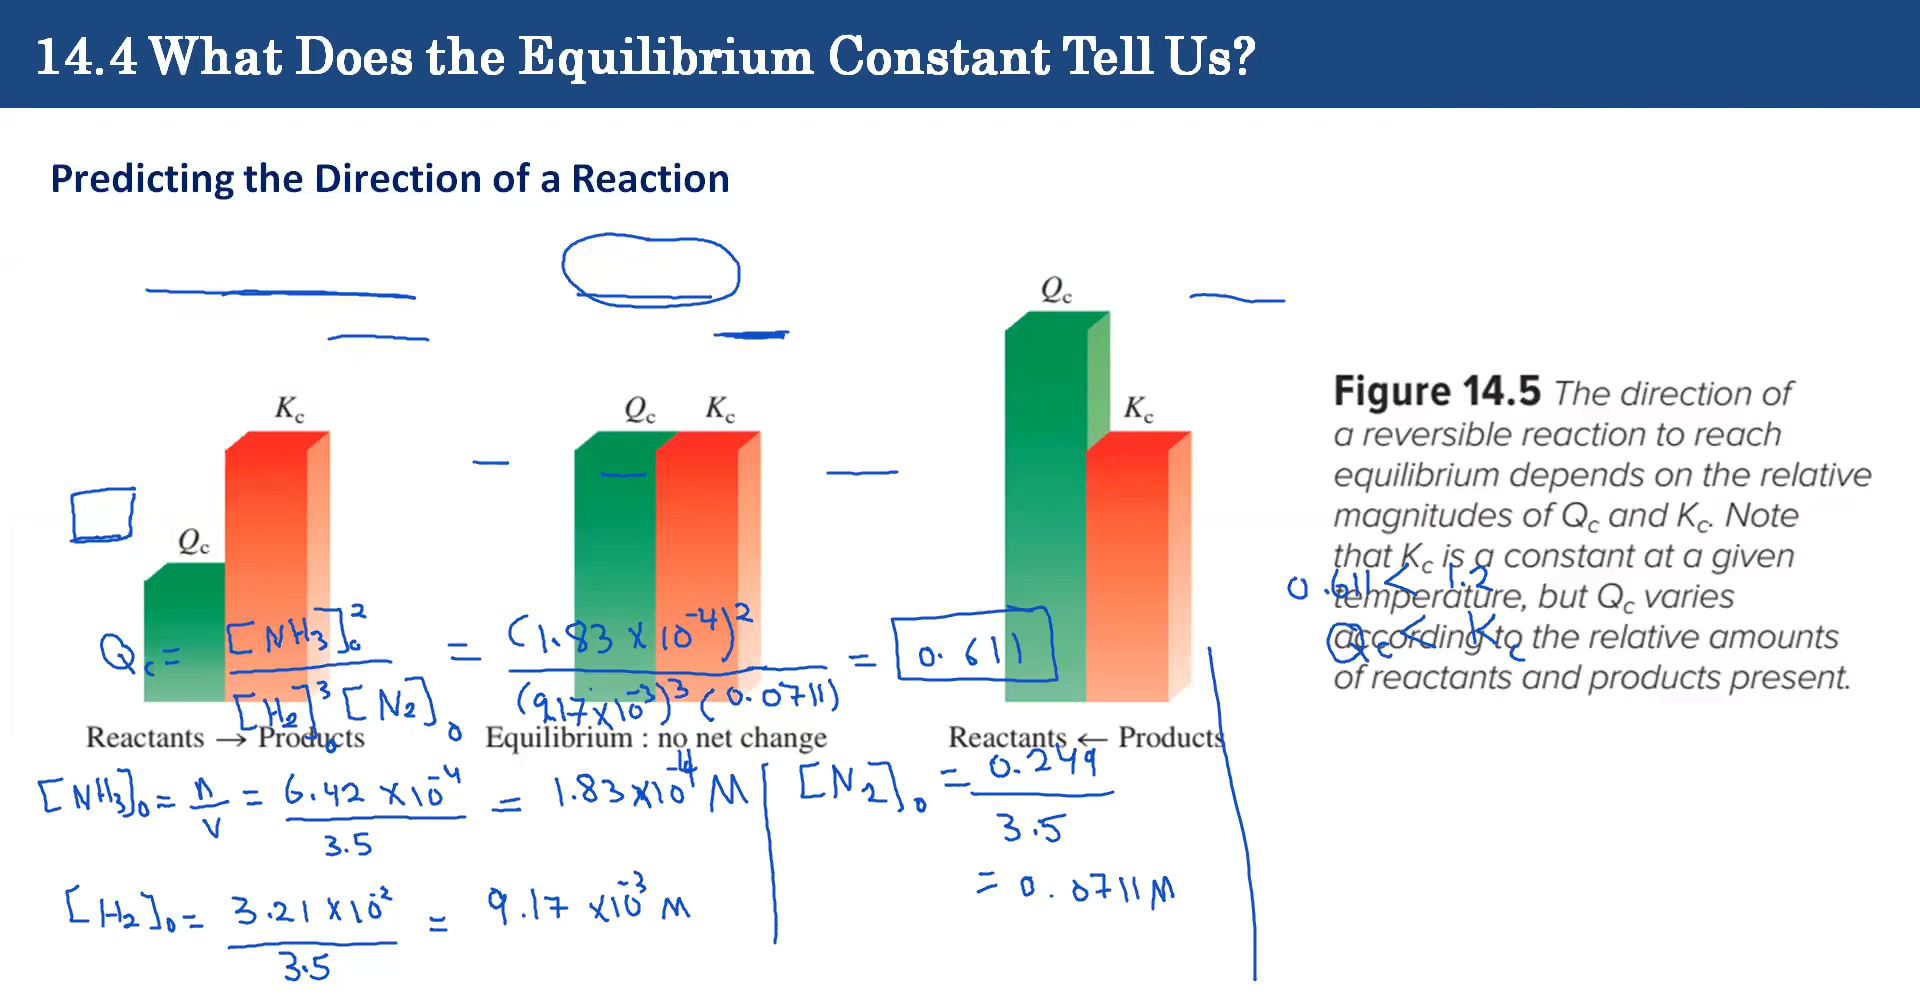 14.4 What Does the Equilibrium Constant Tell Us?
Predicting the Direction of a Reaction
Qc
Kc
Qc Kc
Kc
Qc
Figure 14.5 The direction of
a reversible reaction to reach
equilibrium depends on the relative
magnitudes of Qc and Kc. Note
that Kc is a constant at a given
temperature, but Qc varies
according to the relative amounts
of reactants and products present.
0.611 < 1.2
Qc < Kc
Qc = [NH3]0^2 / [H2]0^3 [N2]0 = (1.83 × 10^-4)^2 / (9.17 × 10^-3)^3 (0.0711) = 0.611
Reactants → Products
Equilibrium : no net change
Reactants ← Products
[NH3]0 = n/V = 6.42 × 10^-4 / 3.5 = 1.83 × 10^-4 M
[N2]0 = 0.249 / 3.5
= 0.0711 M
[H2]0 = 3.21 × 10^-2 / 3.5 = 9.17 × 10^-3 M